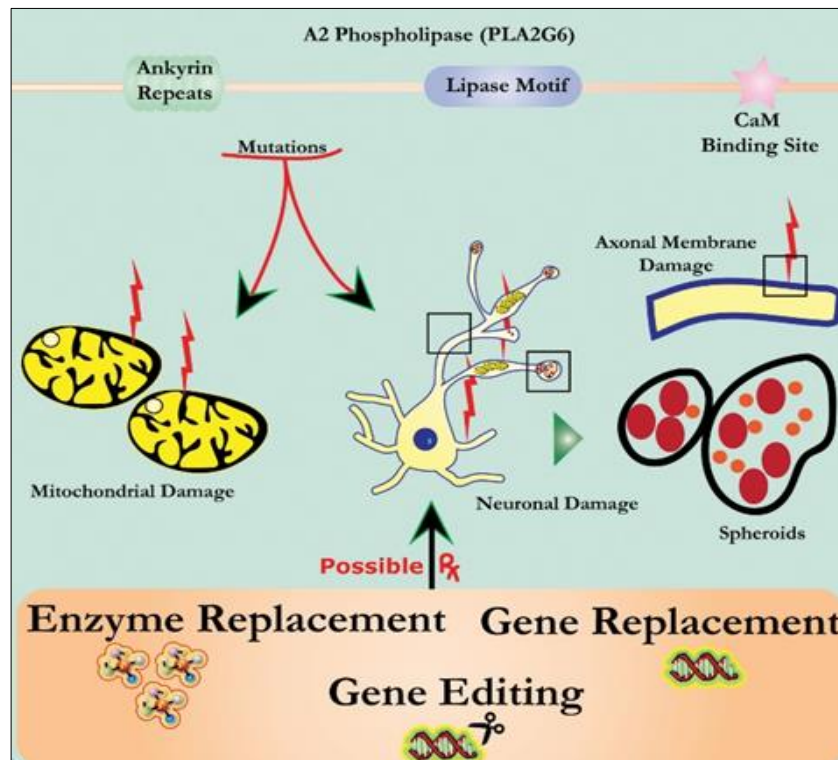 A2 Phospholipase (PLA2G6)
Ankyrin
Repeats
Lipase Motif
CaM
Binding Site
Mutations
Axonal Membrane
Damage
Mitochondrial Damage
Neuronal Damage
Spheroids
Possible ℞
Enzyme Replacement
Gene Replacement
Gene Editing